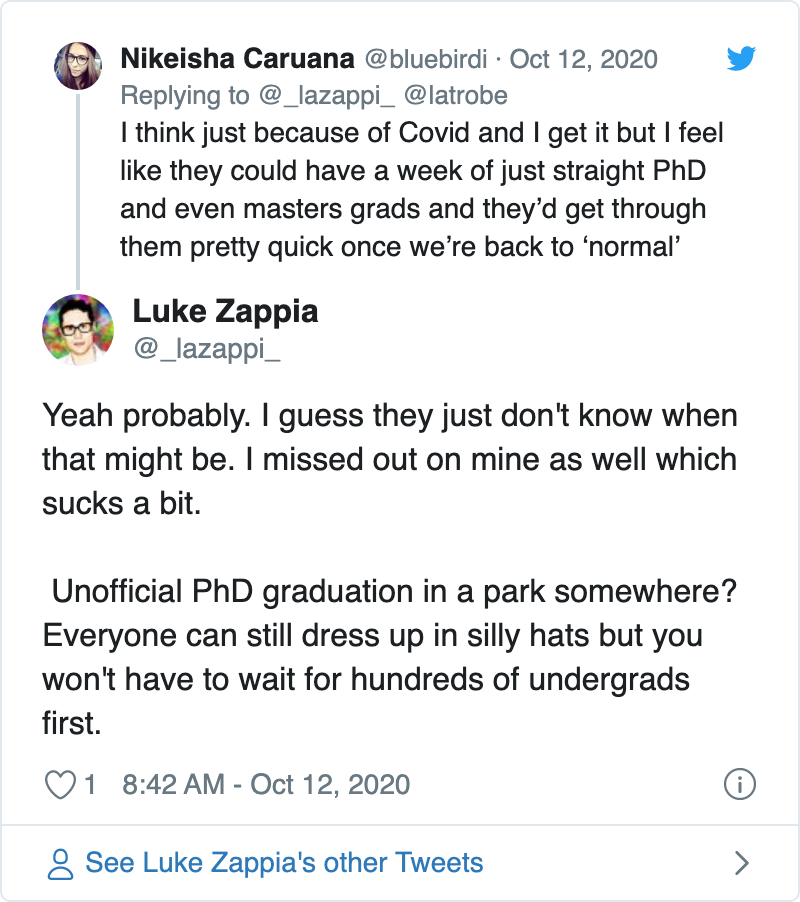 Nikeisha Caruana @bluebirdi · Oct 12, 2020
Replying to @_lazappi_ @latrobe
I think just because of Covid and I get it but I feel
like they could have a week of just straight PhD
and even masters grads and they’d get through
them pretty quick once we’re back to ‘normal’
Luke Zappia
@_lazappi_
Yeah probably. I guess they just don't know when
that might be. I missed out on mine as well which
sucks a bit.
Unofficial PhD graduation in a park somewhere?
Everyone can still dress up in silly hats but you
won't have to wait for hundreds of undergrads
first.
1 8:42 AM - Oct 12, 2020
See Luke Zappia's other Tweets